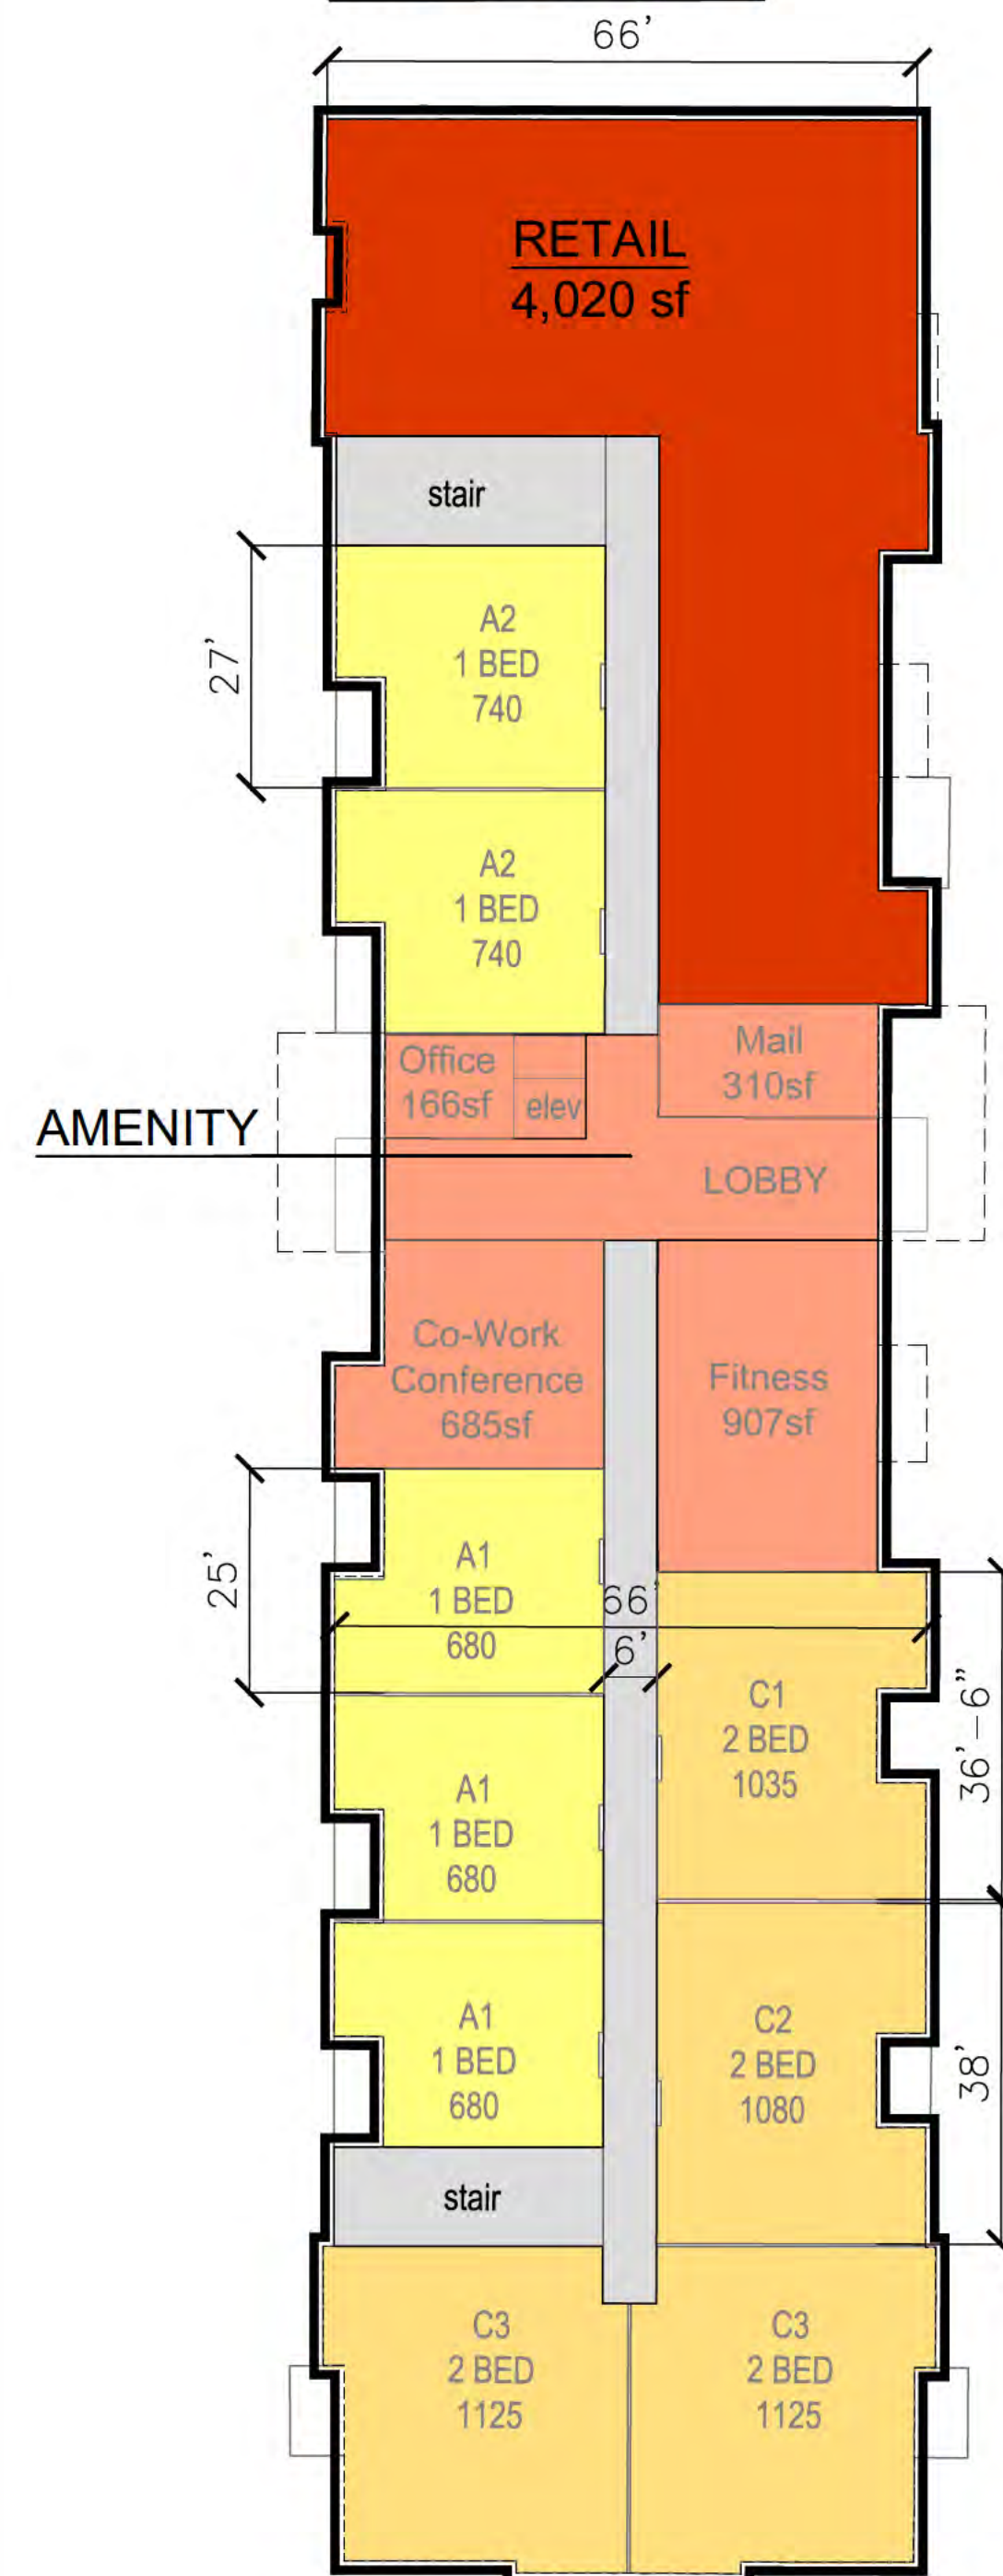 66'
RETAIL
4,020 sf
stair
27'
A2
1 BED
740
A2
1 BED
740
Office
166sf
elev
Mail
310sf
AMENITY
LOBBY
Co-Work
Conference
685sf
Fitness
907sf
25'
A1
1 BED
680
66'
6'
C1
2 BED
1035
36'-6"
A1
1 BED
680
A1
1 BED
680
C2
2 BED
1080
38'
stair
C3
2 BED
1125
C3
2 BED
1125